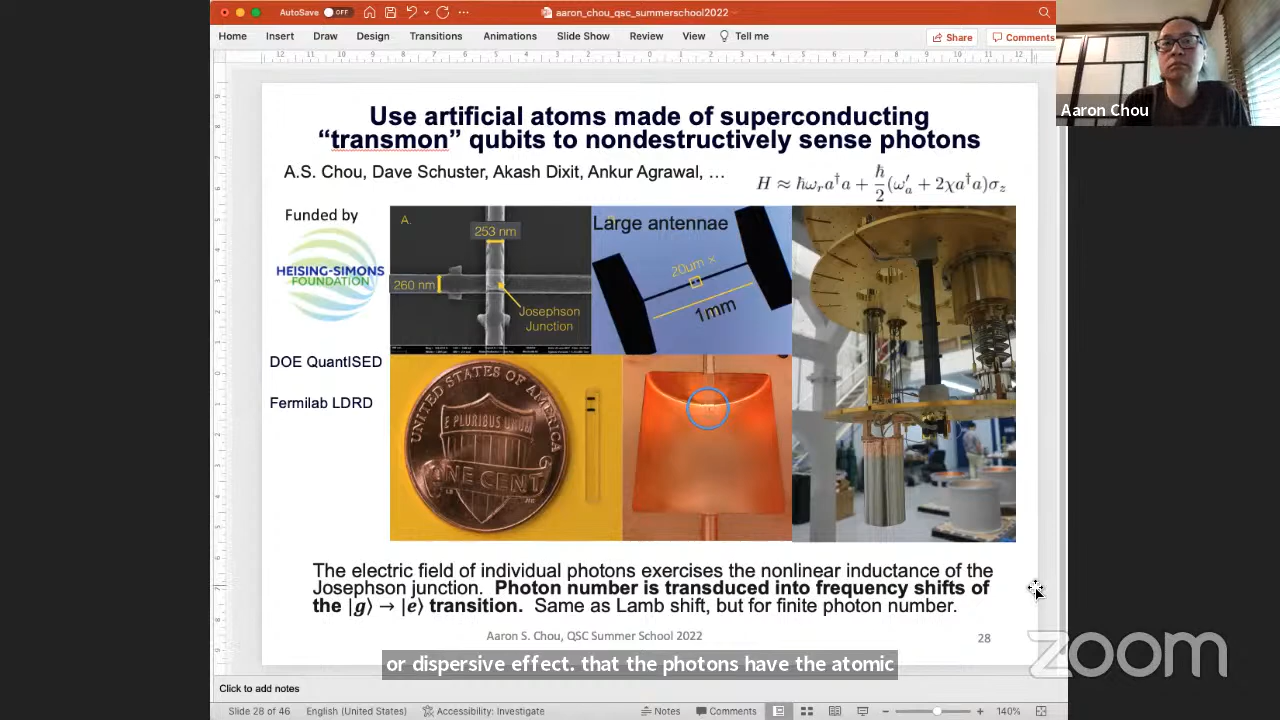 AutoSave OFF
aaron_chou_qsc_summerschool2022
Home Insert Draw Design Transitions Animations Slide Show Review View Tell me Share Comments
Use artificial atoms made of superconducting
“transmon” qubits to nondestructively sense photons
A.S. Chou, Dave Schuster, Akash Dixit, Ankur Agrawal, …
H ≈ ℏω_r a†a + ℏ/2 (ω′_a + 2χa†a)σ_z
Funded by
HEISING-SIMONS
FOUNDATION
DOE QuantISED
Fermilab LDRD
A.
253 nm
260 nm
Josephson
Junction
Large antennae
20um ×
1mm
UNITED STATES OF AMERICA
E PLURIBUS UNUM
ONE CENT
The electric field of individual photons exercises the nonlinear inductance of the
Josephson junction. Photon number is transduced into frequency shifts of
the |g⟩ → |e⟩ transition. Same as Lamb shift, but for finite photon number.
Aaron S. Chou, QSC Summer School 2022
28
or dispersive effect. that the photons have the atomic
Aaron Chou
zoom
Click to add notes
Slide 28 of 46 English (United States) Accessibility: Investigate Notes Comments 140%